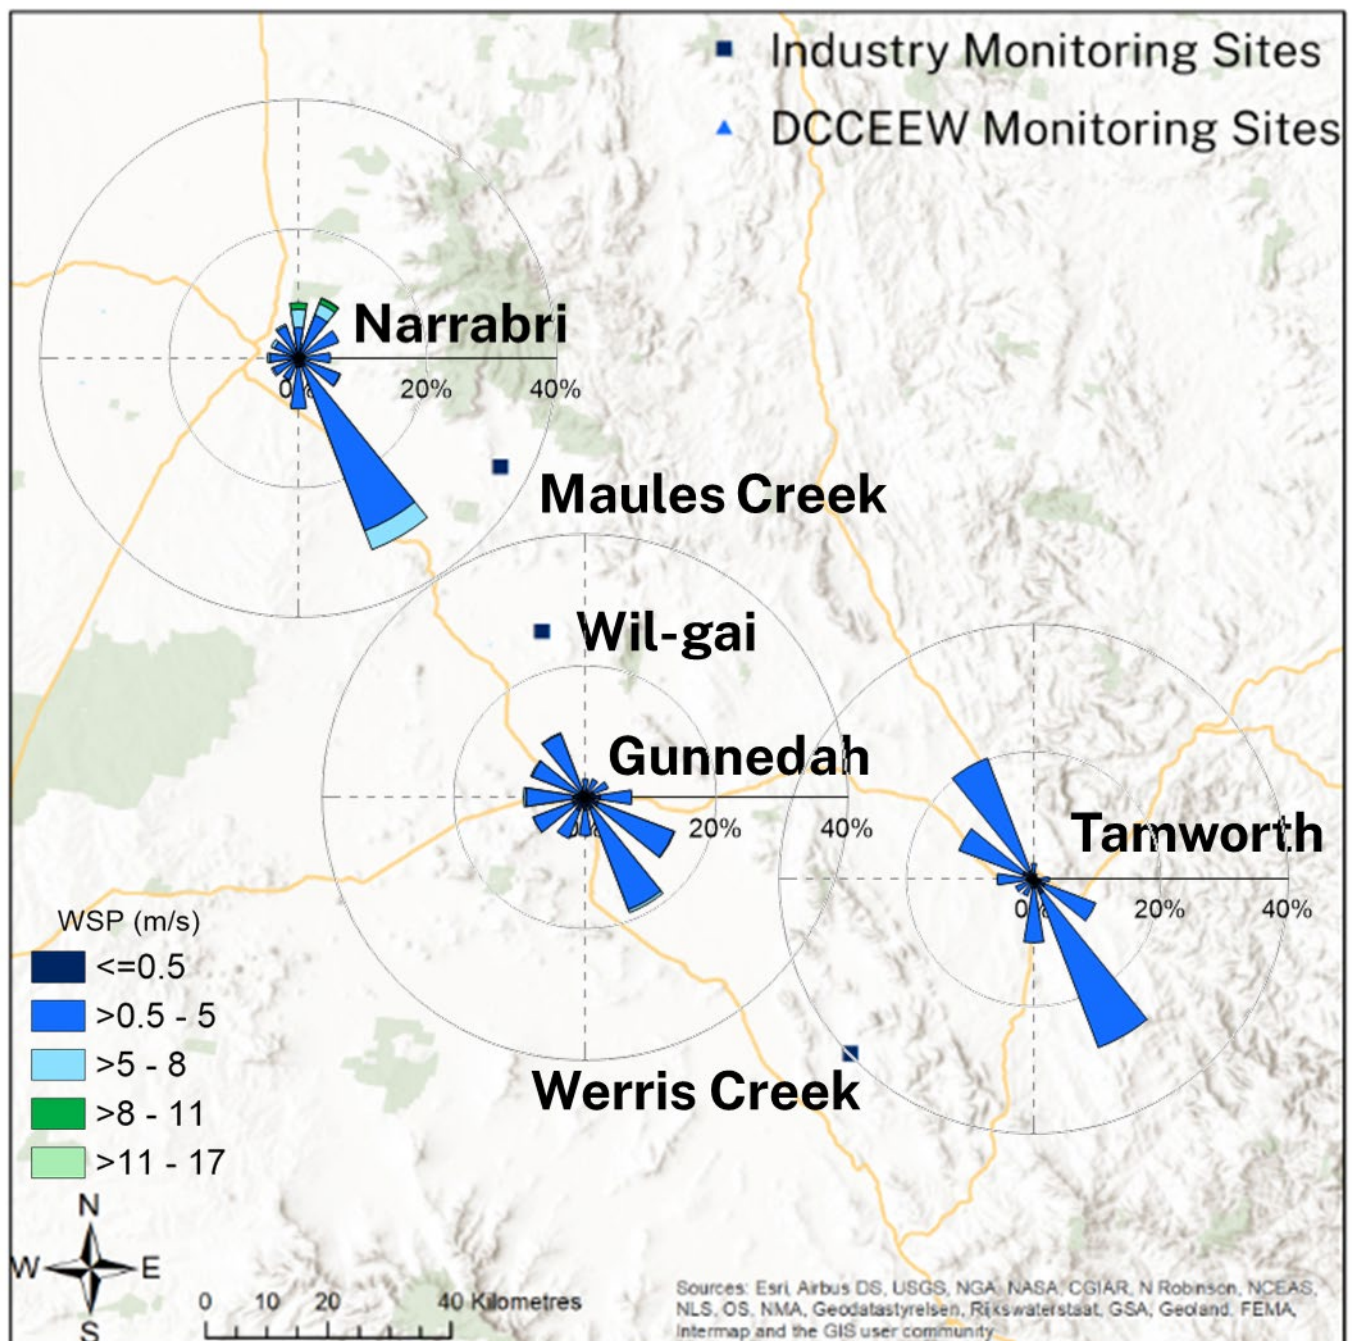 Industry Monitoring Sites
DCCEEW Monitoring Sites
Narrabri
0%
20%
40%
Maules Creek
Wil-gai
Gunnedah
0%
20%
40%
Tamworth
0%
20%
40%
Werris Creek
WSP (m/s)
<=0.5
>0.5 - 5
>5 - 8
>8 - 11
>11 - 17
N
W E
S
0 10 20 40 Kilometres
Sources: Esri, Airbus DS, USGS, NGA, NASA, CGIAR, N Robinson, NCEAS,
NLS, OS, NMA, Geodatastyrelsen, Rijkswaterstaat, GSA, Geoland, FEMA,
Intermap and the GIS user community